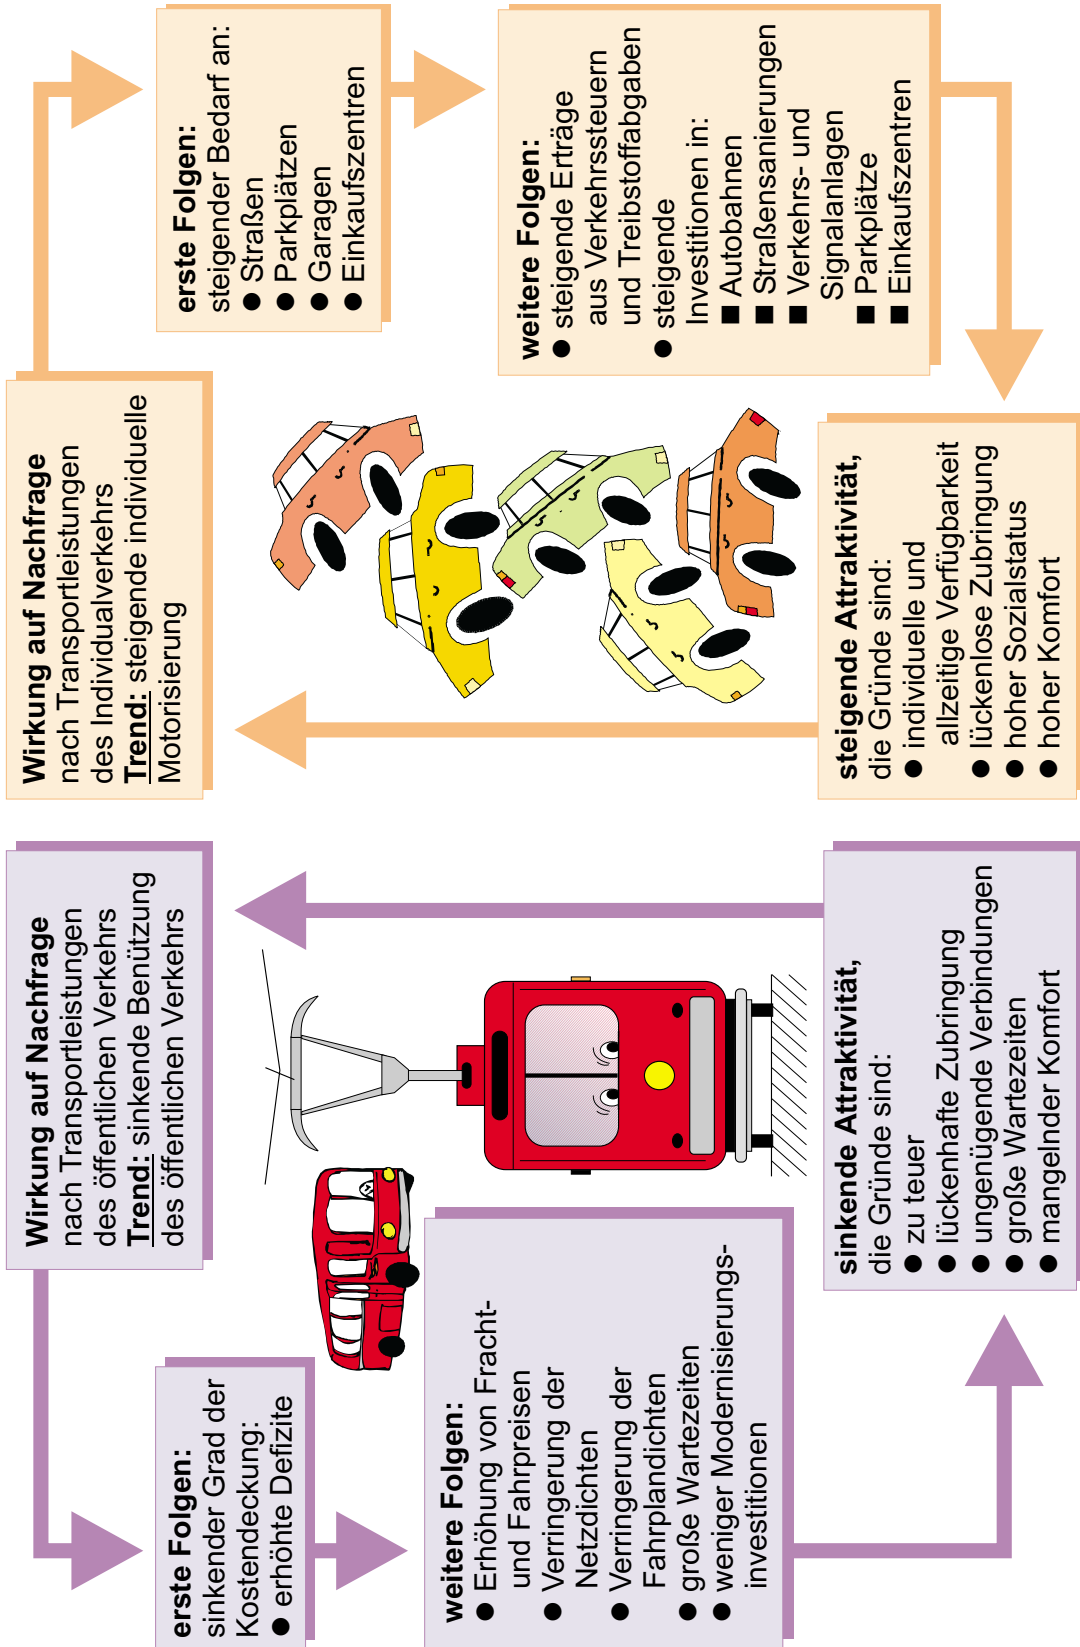 Wirkung auf Nachfrage
nach Transportleistungen
des öffentlichen Verkehrs
Trend: sinkende Benützung
des öffentlichen Verkehrs
erste Folgen:
sinkender Grad der
Kostendeckung:
● erhöhte Defizite
weitere Folgen:
● Erhöhung von Fracht-
und Fahrpreisen
● Verringerung der
Netzdichten
● Verringerung der
Fahrplandichten
● große Wartezeiten
● weniger Modernisierungs-
investitionen
sinkende Attraktivität,
die Gründe sind:
● zu teuer
● lückenhafte Zubringung
● ungenügende Verbindungen
● große Wartezeiten
● mangelnder Komfort
Wirkung auf Nachfrage
nach Transportleistungen
des Individualverkehrs
Trend: steigende individuelle
Motorisierung
erste Folgen:
steigender Bedarf an:
● Straßen
● Parkplätzen
● Garagen
● Einkaufszentren
weitere Folgen:
● steigende Erträge
aus Verkehrssteuern
und Treibstoffabgaben
● steigende
Investitionen in:
■ Autobahnen
■ Straßensanierungen
■ Verkehrs- und
Signalanlagen
■ Parkplätze
■ Einkaufszentren
steigende Attraktivität,
die Gründe sind:
● individuelle und
allzeitige Verfügbarkeit
● lückenlose Zubringung
● hoher Sozialstatus
● hoher Komfort